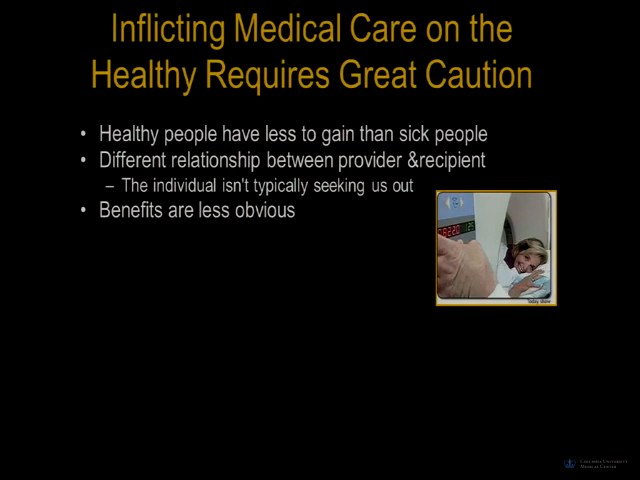 Inflicting Medical Care on the
Healthy Requires Great Caution
• Healthy people have less to gain than sick people
• Different relationship between provider &recipient
– The individual isn't typically seeking us out
• Benefits are less obvious
Today show
COLUMBIA UNIVERSITY
MEDICAL CENTER